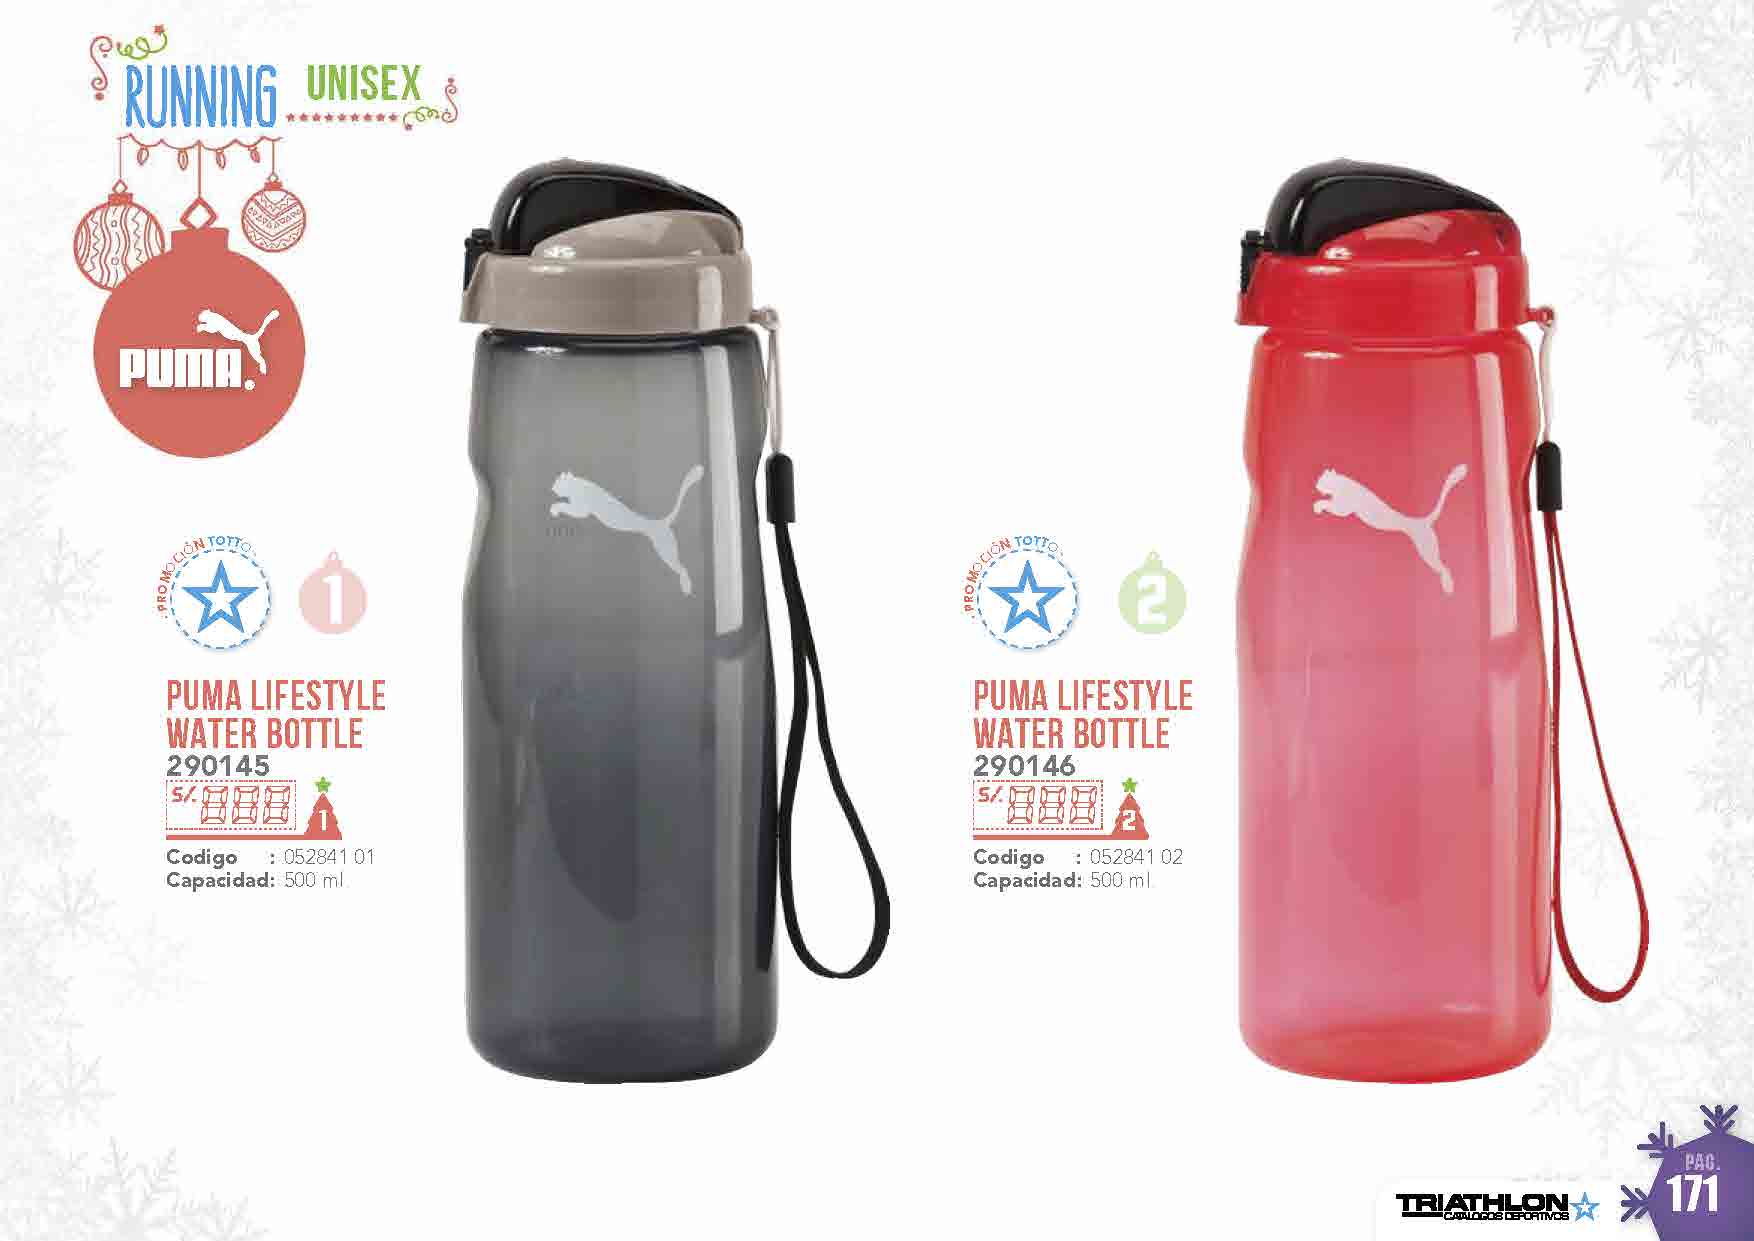 RUNNING UNISEX
PUMA.
PROMOCIÓN TOTTO
1
PUMA LIFESTYLE
WATER BOTTLE
290145
S/. 888
1
Codigo : 052841 01
Capacidad: 500 ml.
PROMOCIÓN TOTTO
2
PUMA LIFESTYLE
WATER BOTTLE
290146
S/. 888
2
Codigo : 052841 02
Capacidad: 500 ml.
TRIATHLON
CATALOGOS DEPORTIVOS
PAG.
171